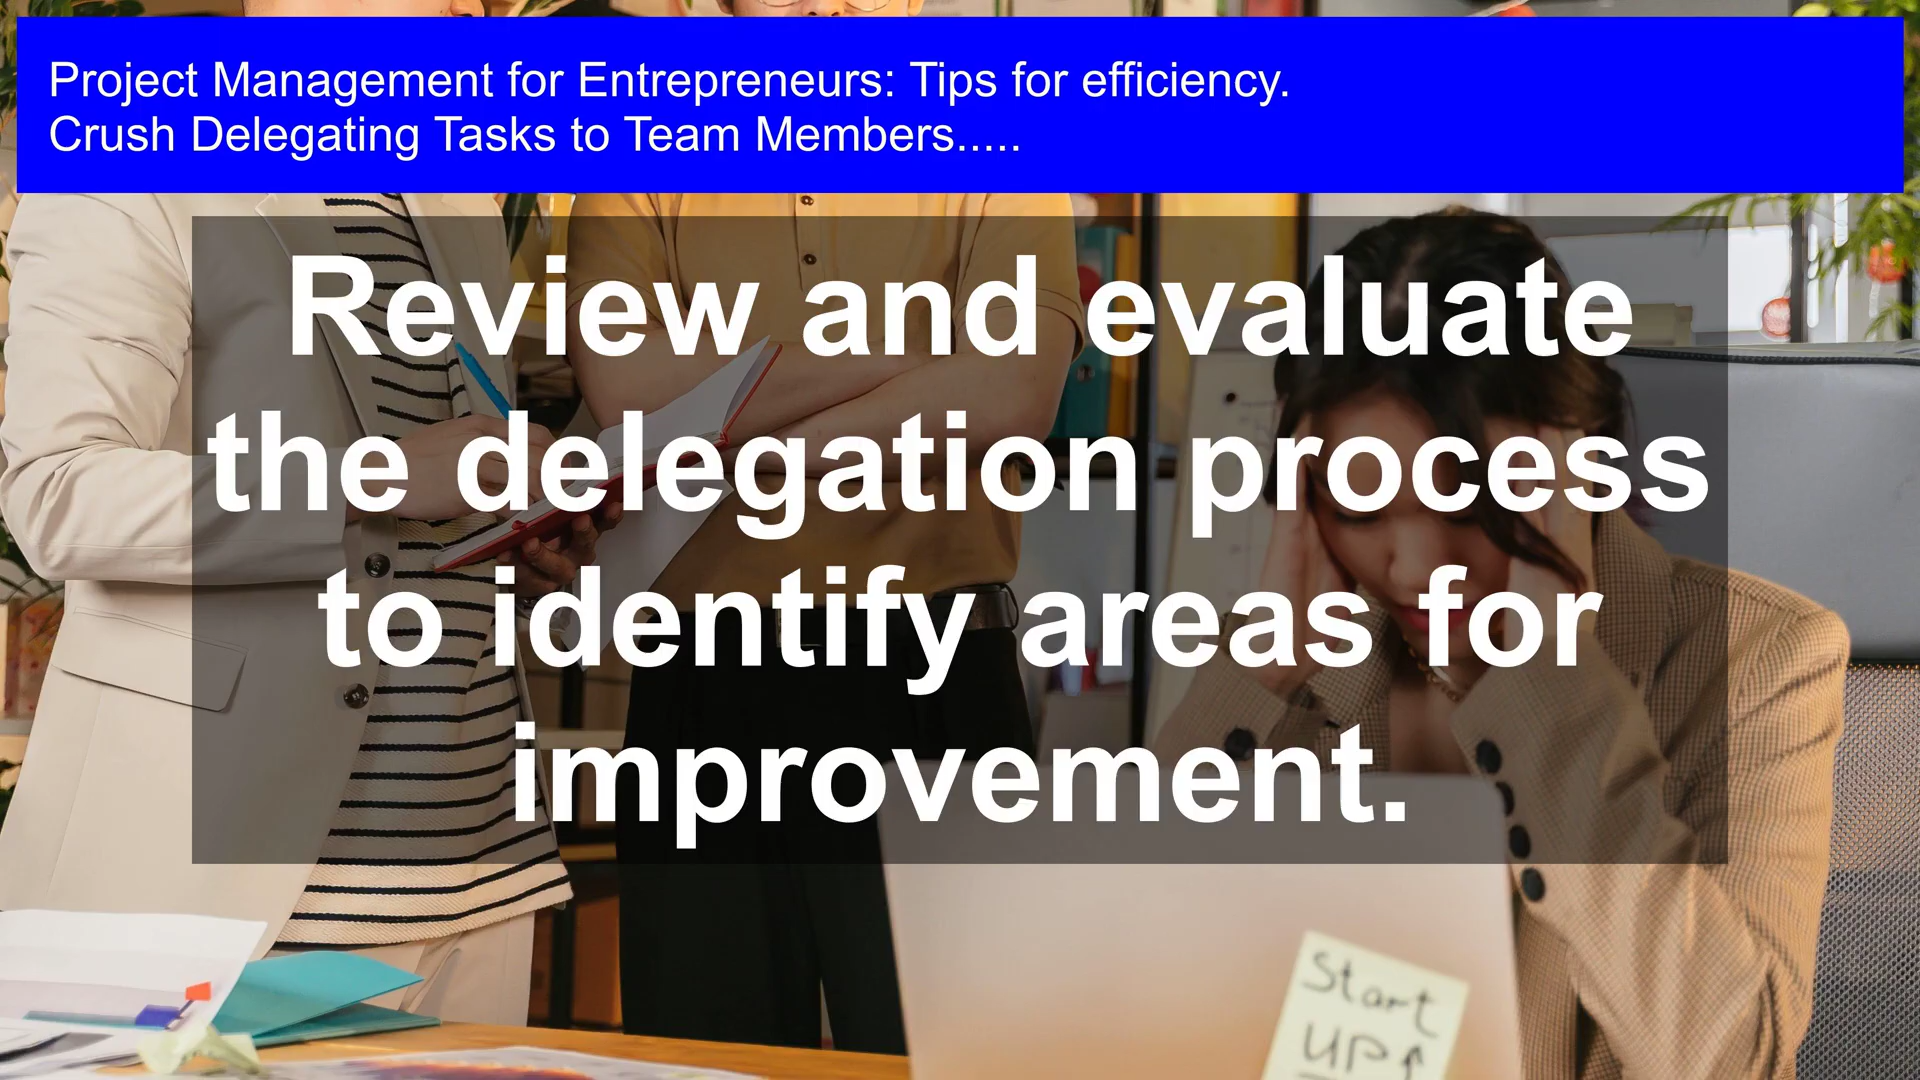 Project Management for Entrepreneurs: Tips for efficiency.
Crush Delegating Tasks to Team Members.....
Review and evaluate
the delegation process
to identify areas for
improvement.
Start
UP↑